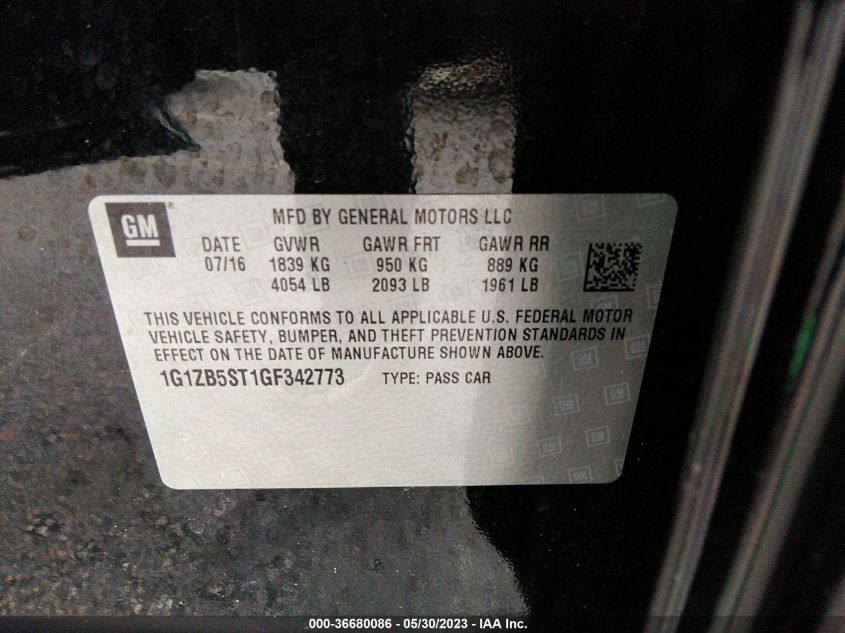 GM
MFD BY GENERAL MOTORS LLC
DATE GVWR GAWR FRT GAWR RR
07/16 1839 KG 950 KG 889 KG
4054 LB 2093 LB 1961 LB
THIS VEHICLE CONFORMS TO ALL APPLICABLE U.S. FEDERAL MOTOR
VEHICLE SAFETY, BUMPER, AND THEFT PREVENTION STANDARDS IN
EFFECT ON THE DATE OF MANUFACTURE SHOWN ABOVE.
1G1ZB5ST1GF342773 TYPE: PASS CAR
000-36680086 - 05/30/2023 - IAA Inc.